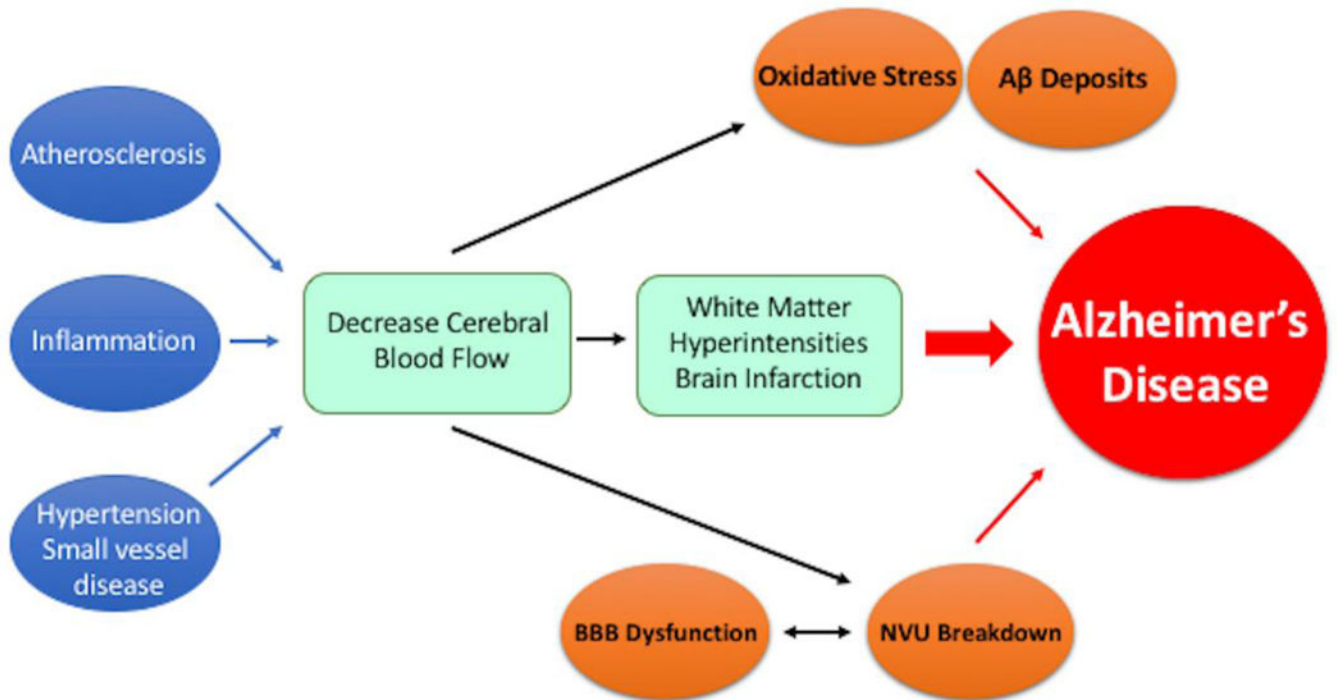 Oxidative Stress
Aβ Deposits
Atherosclerosis
Inflammation
Hypertension
Small vessel
disease
Decrease Cerebral
Blood Flow
White Matter
Hyperintensities
Brain Infarction
Alzheimer's
Disease
BBB Dysfunction
NVU Breakdown